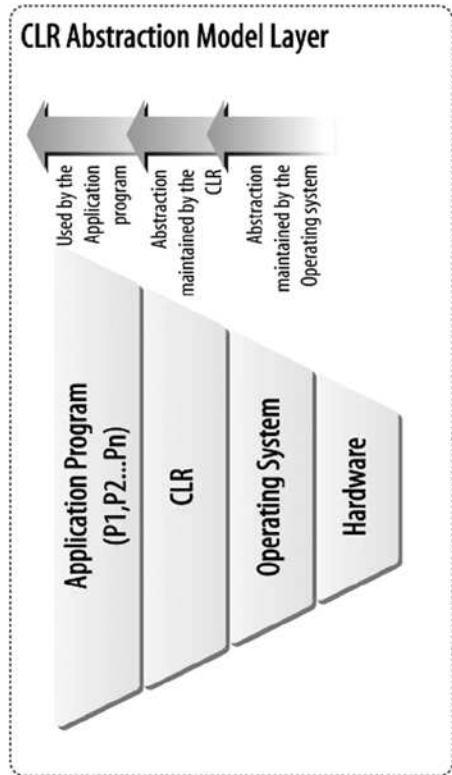 CLR Abstraction Model Layer
Application Program
(P1,P2...Pn)
Used by the
Application
program
CLR
Abstraction
maintained by the
CLR
Operating System
Abstraction
maintained by the
Operating system
Hardware